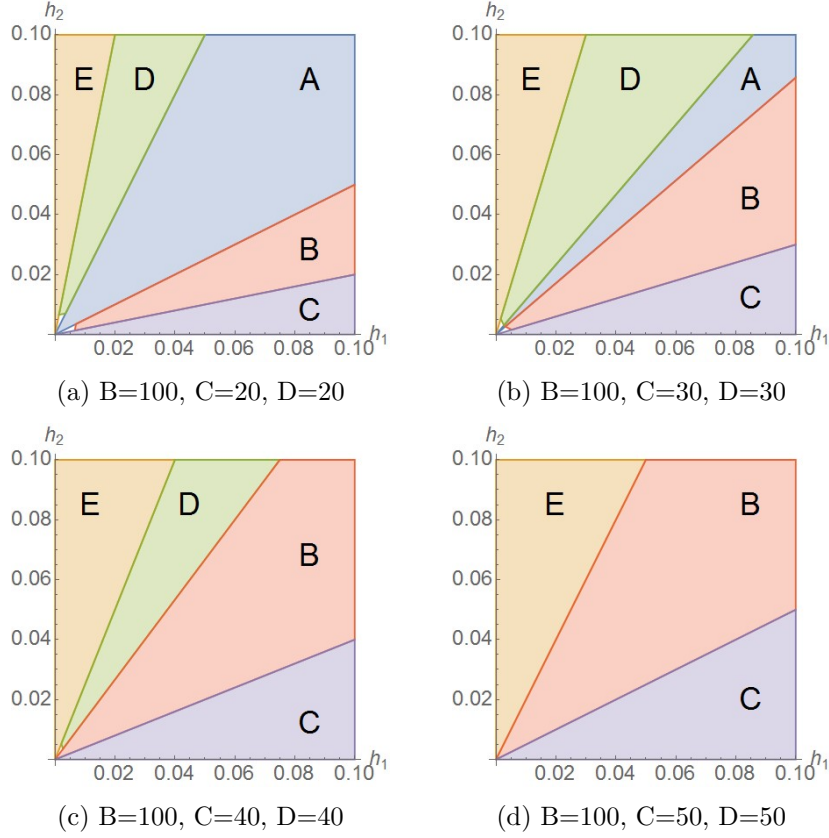 h2 h2
0.10 0.10
E D A E D A
0.08 0.08
0.06 0.06
0.04 B 0.04 B
0.02 C 0.02 C
0.02 0.04 0.06 0.08 0.10 h1 0.02 0.04 0.06 0.08 0.10 h1
(a) B=100, C=20, D=20 (b) B=100, C=30, D=30
h2 h2
0.10 0.10
E D E B
0.08 0.08
B
0.06 0.06
0.04 0.04
0.02 C 0.02 C
0.02 0.04 0.06 0.08 0.10 h1 0.02 0.04 0.06 0.08 0.10 h1
(c) B=100, C=40, D=40 (d) B=100, C=50, D=50